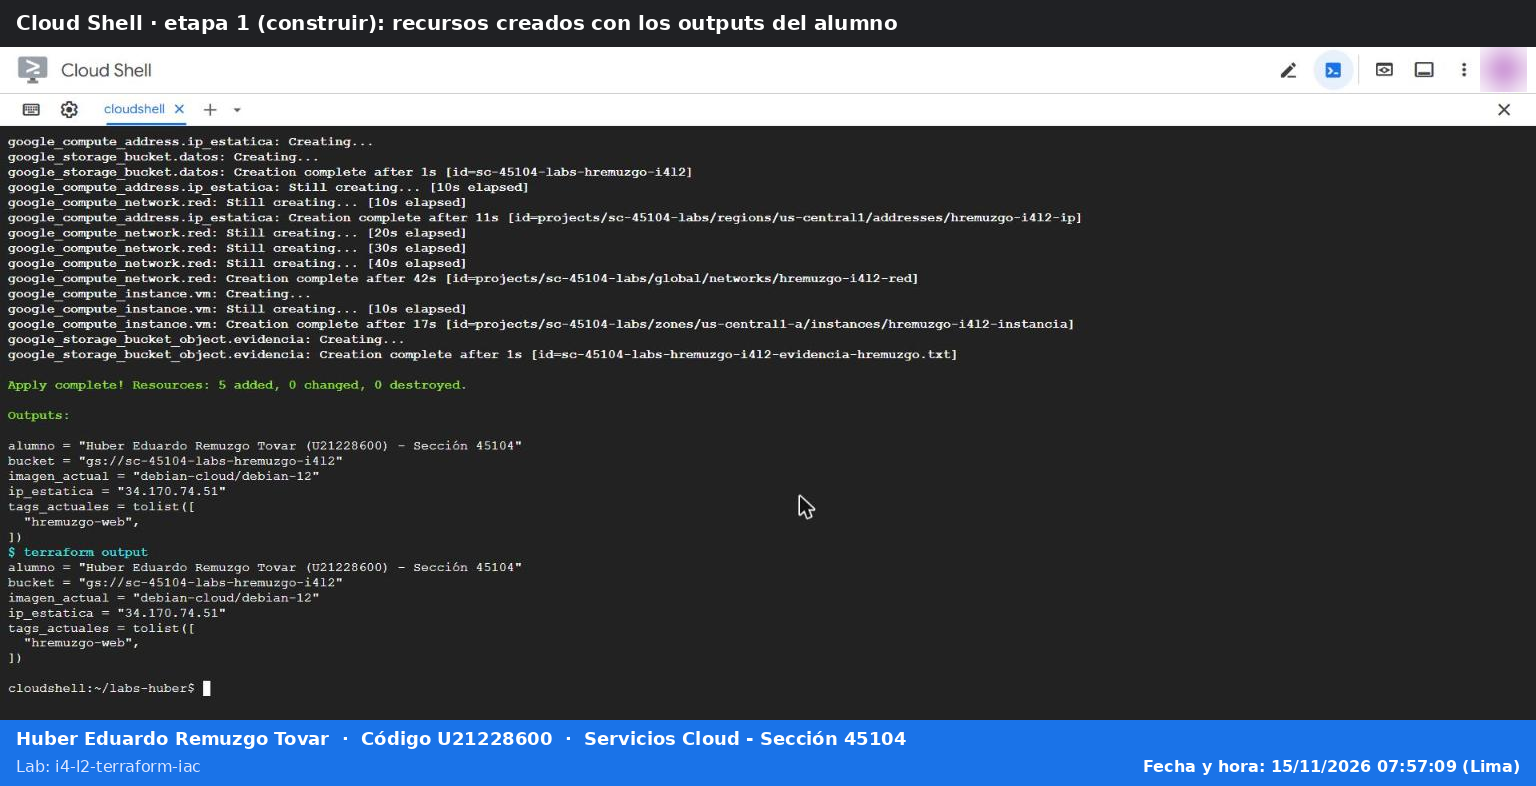 Cloud Shell · etapa 1 (construir): recursos creados con los outputs del alumno
Cloud Shell
cloudshell
google_compute_address.ip_estatica: Creating...
google_storage_bucket.datos: Creating...
google_storage_bucket.datos: Creation complete after 1s [id=sc-45104-labs-hremuzgo-i4l2]
google_compute_address.ip_estatica: Still creating... [10s elapsed]
google_compute_network.red: Still creating... [10s elapsed]
google_compute_address.ip_estatica: Creation complete after 11s [id=projects/sc-45104-labs/regions/us-central1/addresses/hremuzgo-i4l2-ip]
google_compute_network.red: Still creating... [20s elapsed]
google_compute_network.red: Still creating... [30s elapsed]
google_compute_network.red: Still creating... [40s elapsed]
google_compute_network.red: Creation complete after 42s [id=projects/sc-45104-labs/global/networks/hremuzgo-i4l2-red]
google_compute_instance.vm: Creating...
google_compute_instance.vm: Still creating... [10s elapsed]
google_compute_instance.vm: Creation complete after 17s [id=projects/sc-45104-labs/zones/us-central1-a/instances/hremuzgo-i4l2-instancia]
google_storage_bucket_object.evidencia: Creating...
google_storage_bucket_object.evidencia: Creation complete after 1s [id=sc-45104-labs-hremuzgo-i4l2-evidencia-hremuzgo.txt]
Apply complete! Resources: 5 added, 0 changed, 0 destroyed.
Outputs:
alumno = "Huber Eduardo Remuzgo Tovar (U21228600) - Sección 45104"
bucket = "gs://sc-45104-labs-hremuzgo-i4l2"
imagen_actual = "debian-cloud/debian-12"
ip_estatica = "34.170.74.51"
tags_actuales = tolist([
"hremuzgo-web",
])
$ terraform output
alumno = "Huber Eduardo Remuzgo Tovar (U21228600) - Sección 45104"
bucket = "gs://sc-45104-labs-hremuzgo-i4l2"
imagen_actual = "debian-cloud/debian-12"
ip_estatica = "34.170.74.51"
tags_actuales = tolist([
"hremuzgo-web",
])
cloudshell:~/labs-huber$
Huber Eduardo Remuzgo Tovar · Código U21228600 · Servicios Cloud - Sección 45104
Lab: i4-l2-terraform-iac
Fecha y hora: 15/11/2026 07:57:09 (Lima)